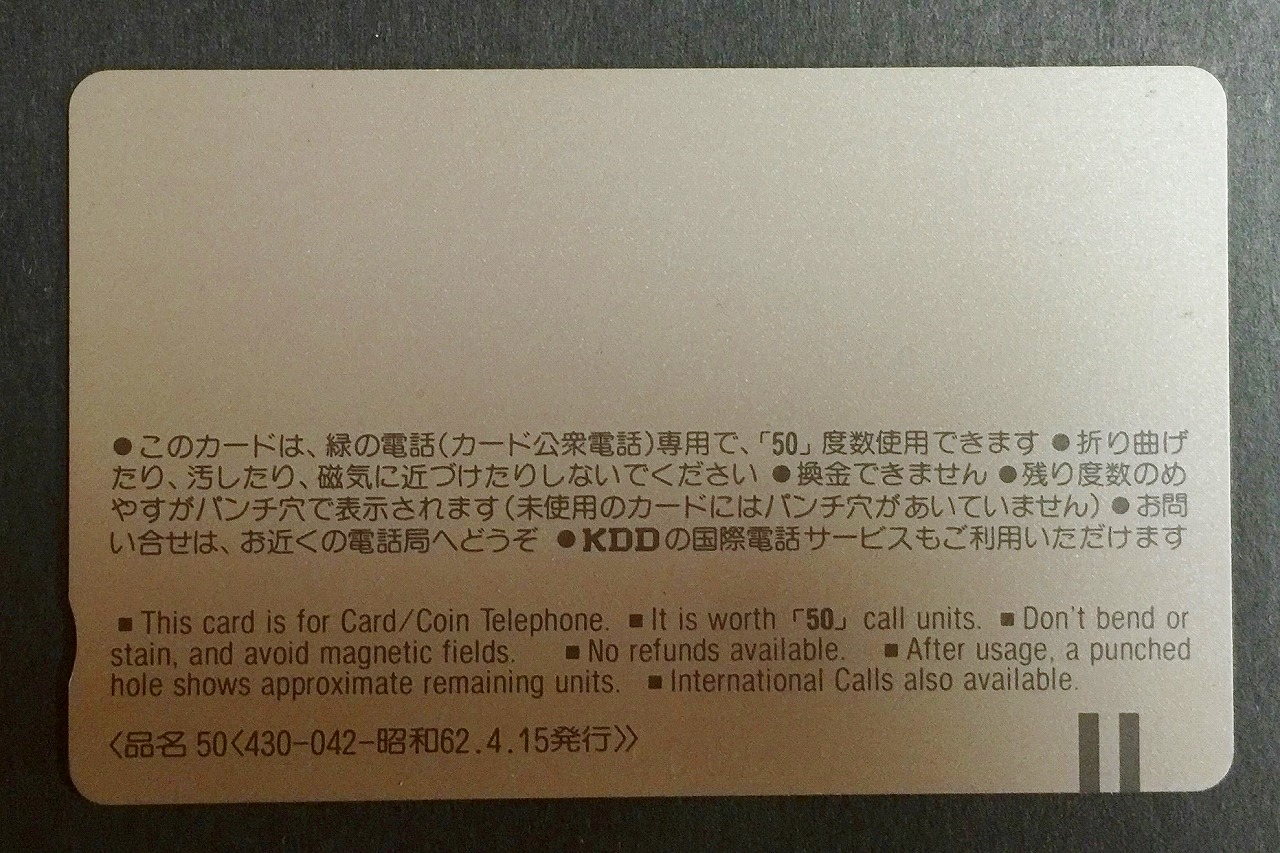 ●このカードは、緑の電話(カード公衆電話)専用で、「50」度数使用できます ●折り曲げ
たり、汚したり、磁気に近づけたりしないでください ●換金できません ●残り度数のめ
やすがパンチ穴で表示されます(未使用のカードにはパンチ穴があいていません) ●お問
い合せは、お近くの電話局へどうぞ ●KDDの国際電話サービスもご利用いただけます
■This card is for Card/Coin Telephone. ■It is worth 「50」 call units. ■Don't bend or
stain, and avoid magnetic fields. ■No refunds available. ■After usage, a punched
hole shows approximate remaining units. ■International Calls also available.
〈品名 50〈430-042-昭和62.4.15発行〉〉